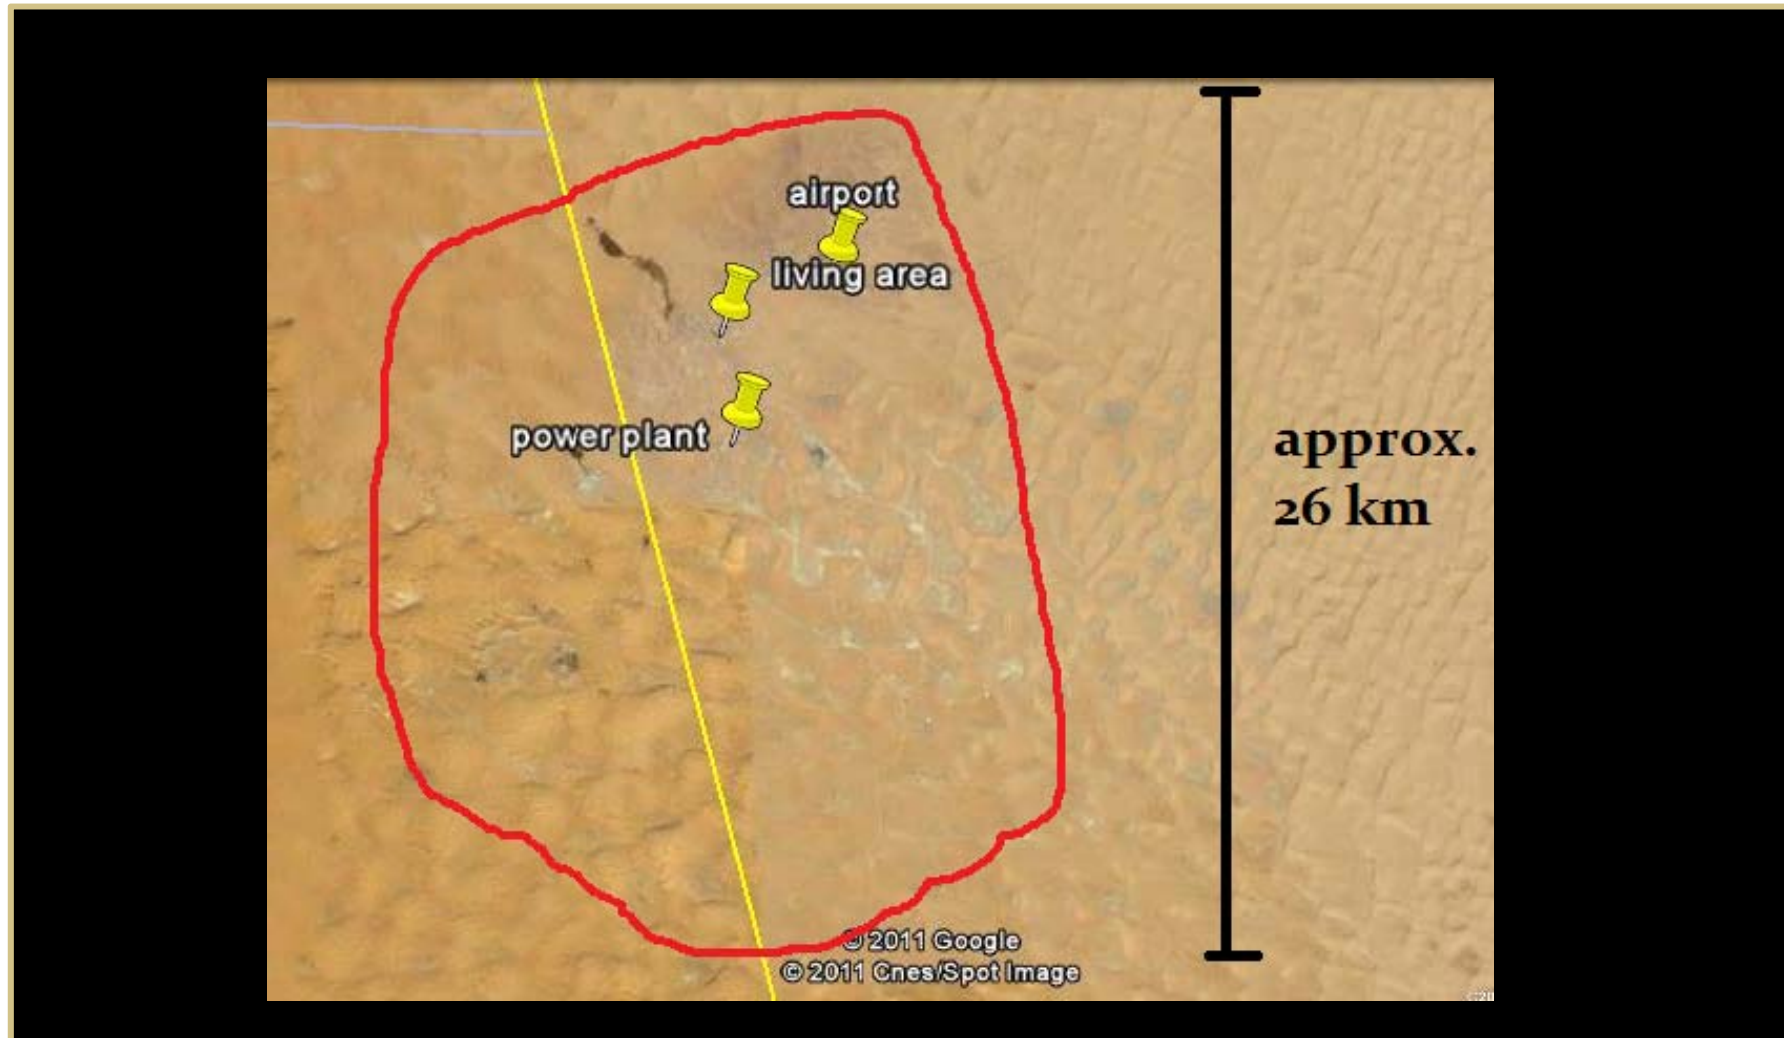 airport
living area
power plant
approx.
26 km
© 2011 Google
© 2011 Cnes/Spot Image